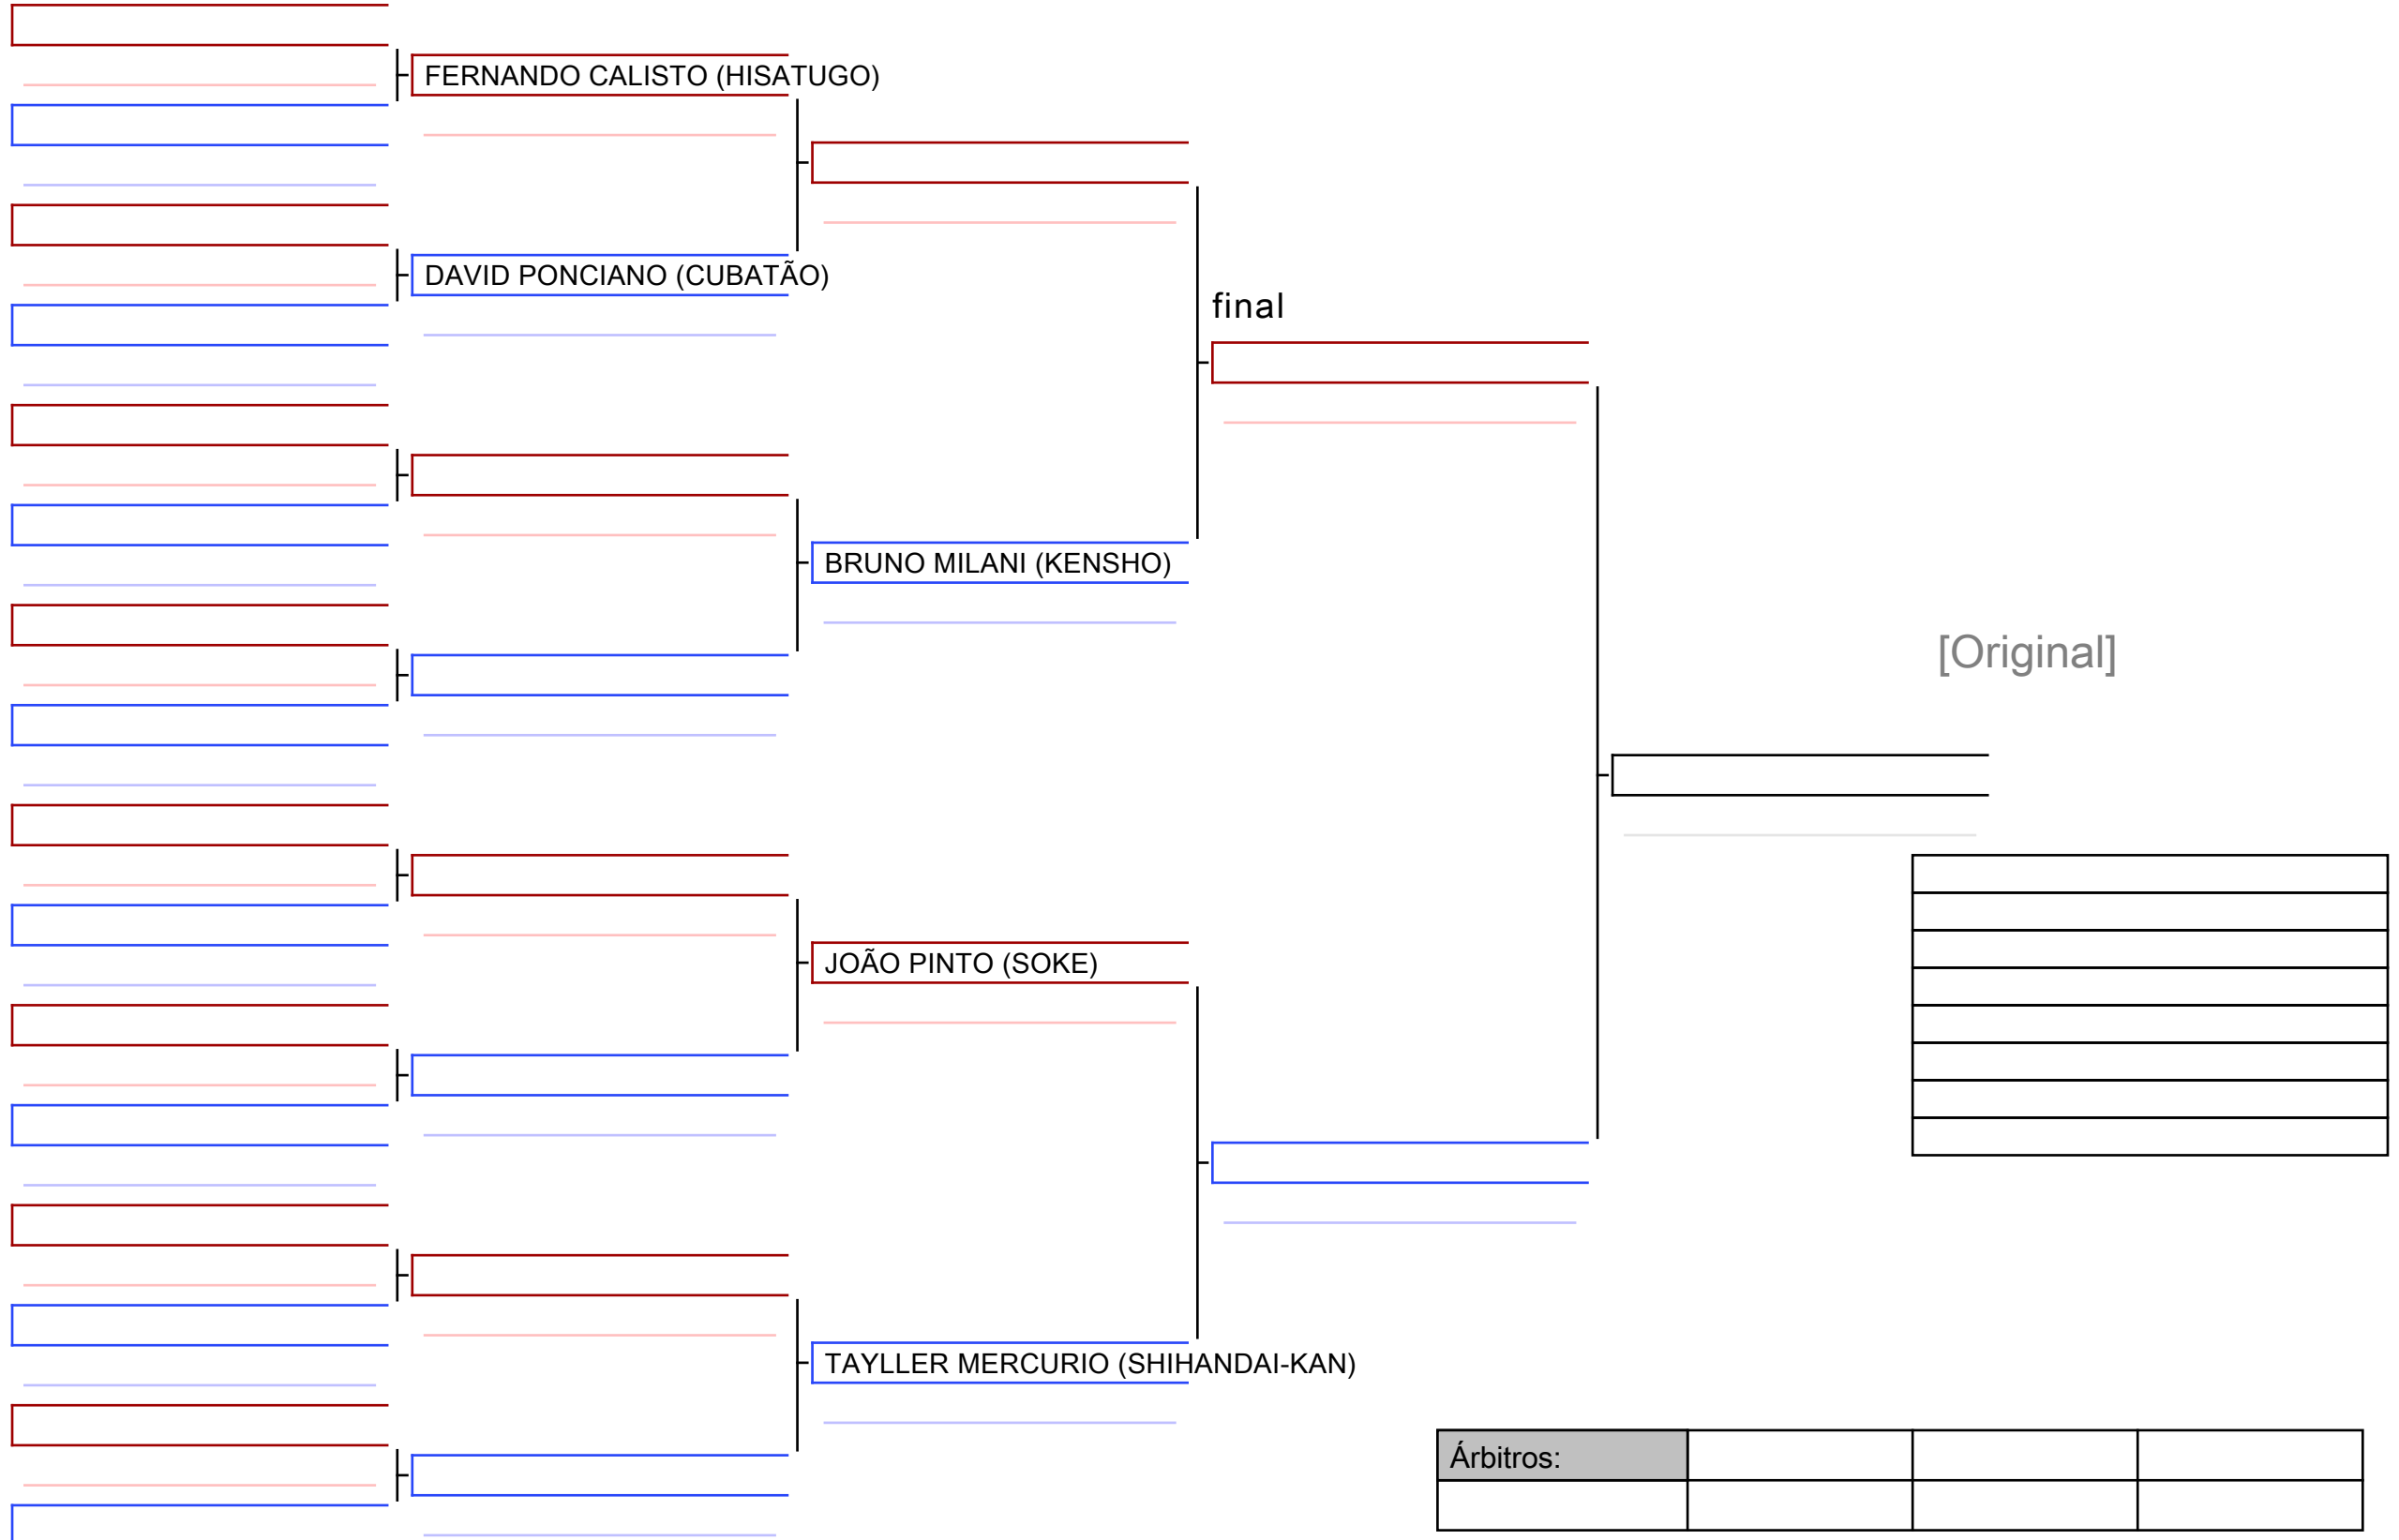 FERNANDO CALISTO (HISATUGO)
DAVID PONCIANO (CUBATÃO)
final
BRUNO MILANI (KENSHO)
[Original]
JOÃO PINTO (SOKE)
TAYLLER MERCURIO (SHIHANDAI-KAN)
Árbitros: